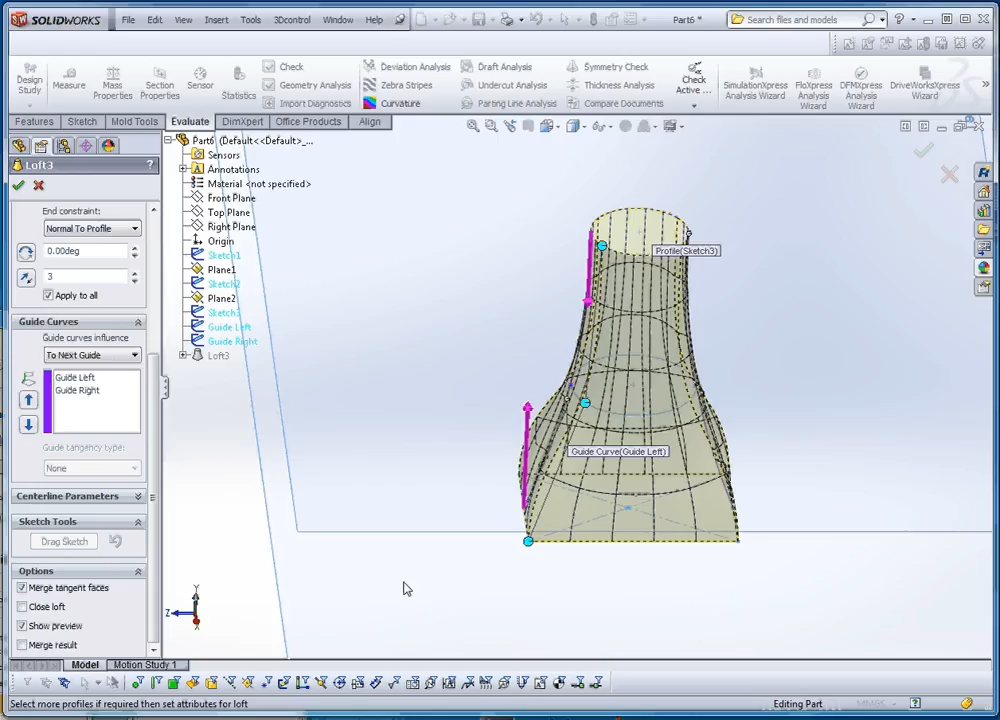 SOLIDWORKS File Edit View Insert Tools 3Dcontrol Window Help Part6 * Search files and models
Design Study Measure Mass Properties Section Properties Sensor Statistics
Check Geometry Analysis Import Diagnostics
Deviation Analysis Zebra Stripes Curvature
Draft Analysis Undercut Analysis Parting Line Analysis
Symmetry Check Thickness Analysis Compare Documents
Check Active ... SimulationXpress Analysis Wizard FloXpress Analysis Wizard DFMXpress Analysis Wizard DriveWorksXpress Wizard
Features Sketch Mold Tools Evaluate DimXpert Office Products Align
Loft3 ?
End constraint:
Normal To Profile
0.00deg
3
Apply to all
Guide Curves
Guide curves influence
To Next Guide
Guide Left
Guide Right
Guide tangency type:
None
Centerline Parameters
Sketch Tools
Drag Sketch
Options
Merge tangent faces
Close loft
Show preview
Merge result
Part6 (Default<<Default>_...
Sensors
Annotations
Material <not specified>
Front Plane
Top Plane
Right Plane
Origin
Sketch1
Plane1
Sketch2
Plane2
Sketch3
Guide Left
Guide Right
Loft3
Profile(Sketch3)
Guide Curve(Guide Left)
Y
Z
Model Motion Study 1
Select more profiles if required then set attributes for loft Editing Part MMGS